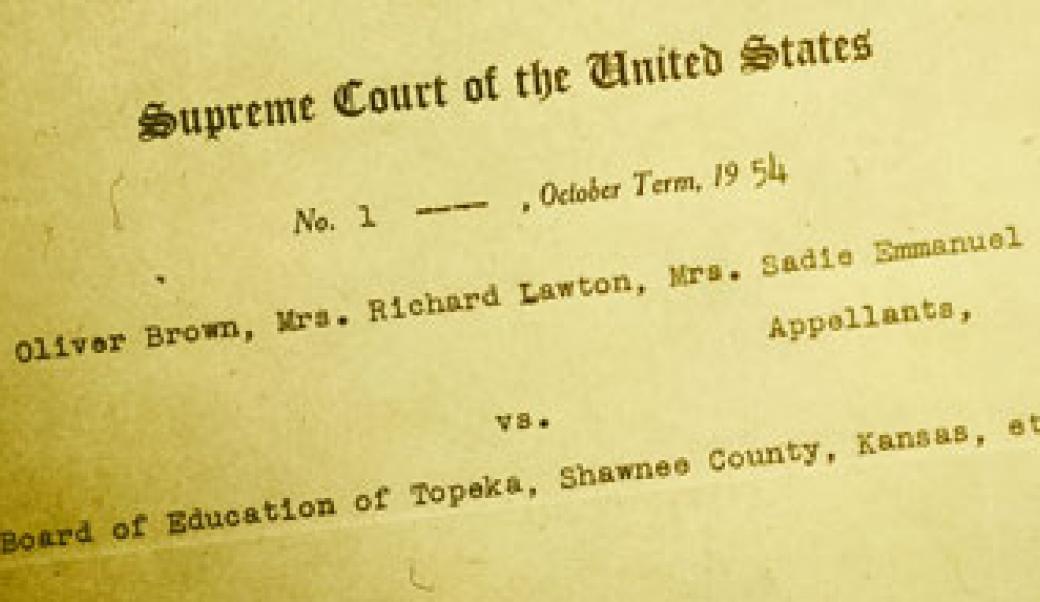 Supreme Court of the United States
No. 1 —— , October Term, 19 54
Oliver Brown, Mrs. Richard Lawton, Mrs. Sadie Emmanuel
Appellants,
vs.
Board of Education of Topeka, Shawnee County, Kansas, et